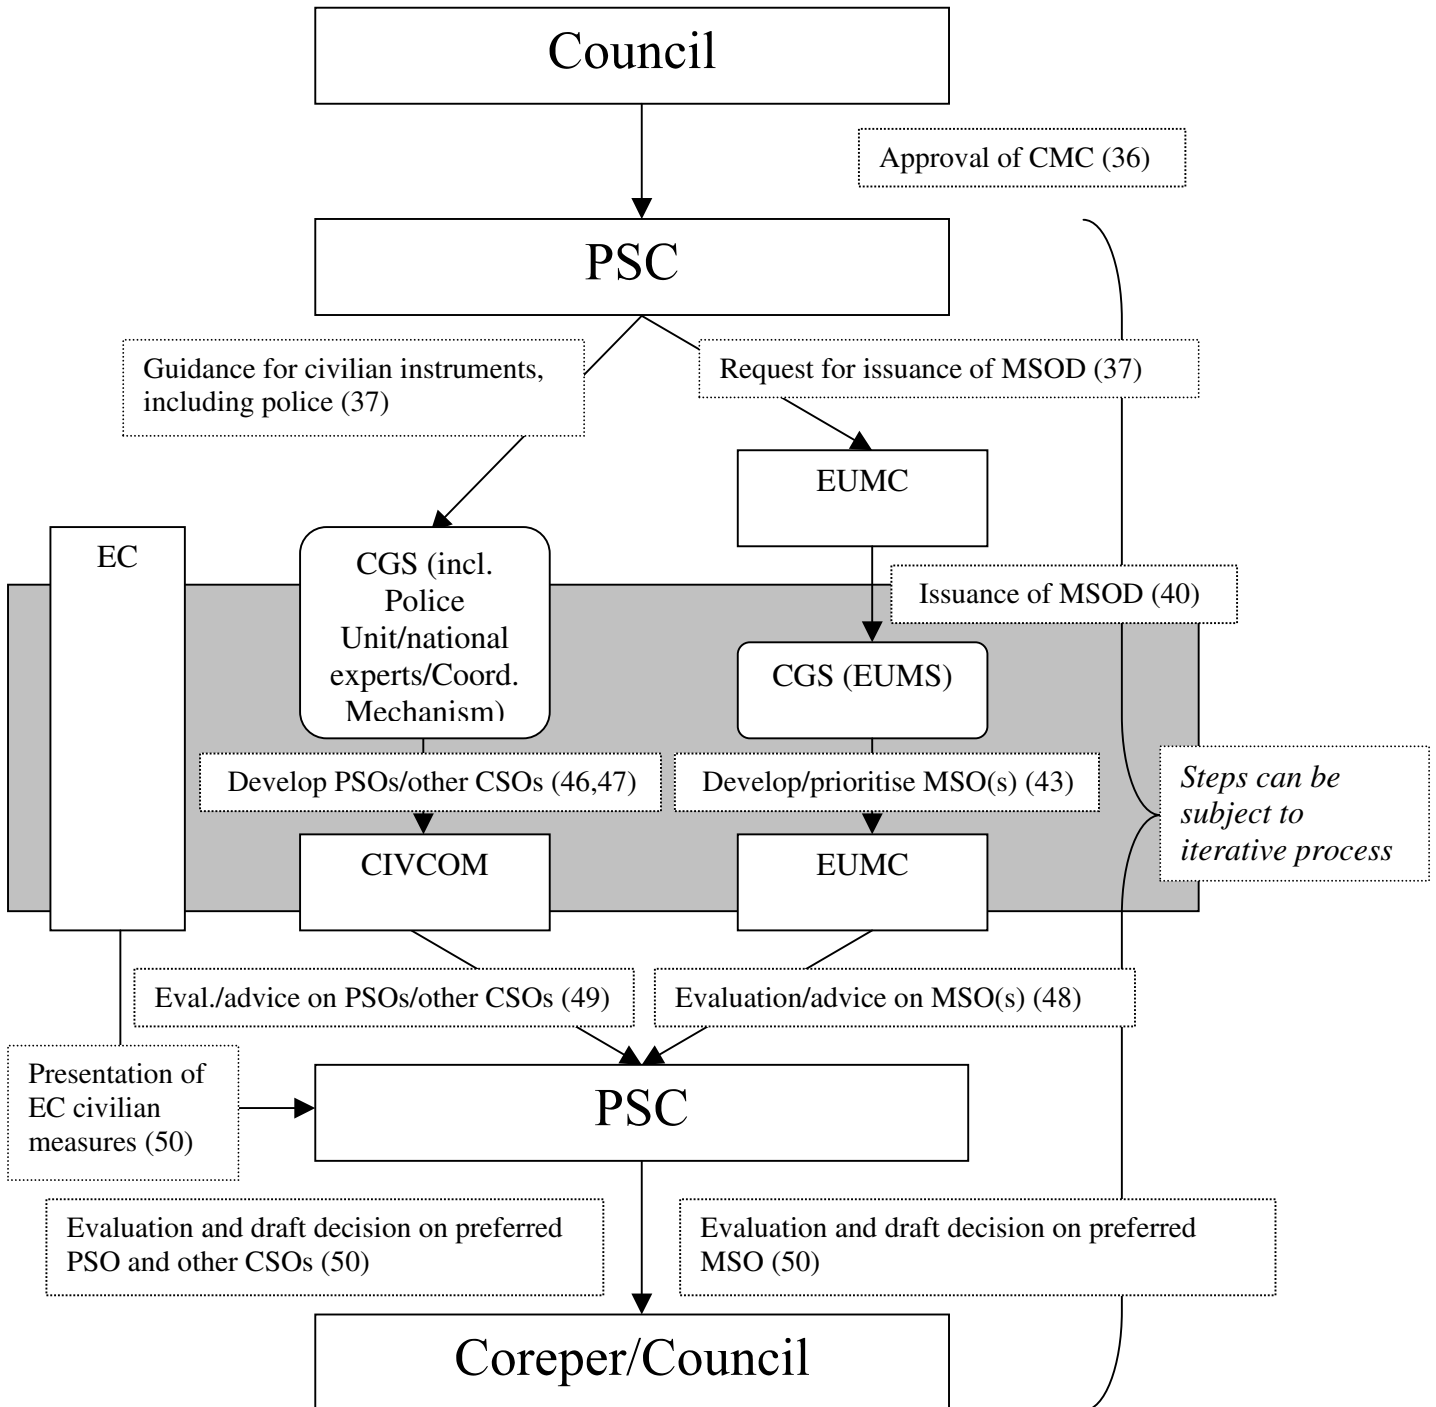 Council
Approval of CMC (36)
PSC
Guidance for civilian instruments,
including police (37)
Request for issuance of MSOD (37)
EUMC
EC
CGS (incl.
Police
Unit/national
experts/Coord.
Mechanism)
Issuance of MSOD (40)
CGS (EUMS)
Develop PSOs/other CSOs (46,47)
Develop/prioritise MSO(s) (43)
Steps can be
subject to
iterative process
CIVCOM
EUMC
Eval./advice on PSOs/other CSOs (49)
Evaluation/advice on MSO(s) (48)
Presentation of
EC civilian
measures (50)
PSC
Evaluation and draft decision on preferred
PSO and other CSOs (50)
Evaluation and draft decision on preferred
MSO (50)
Coreper/Council